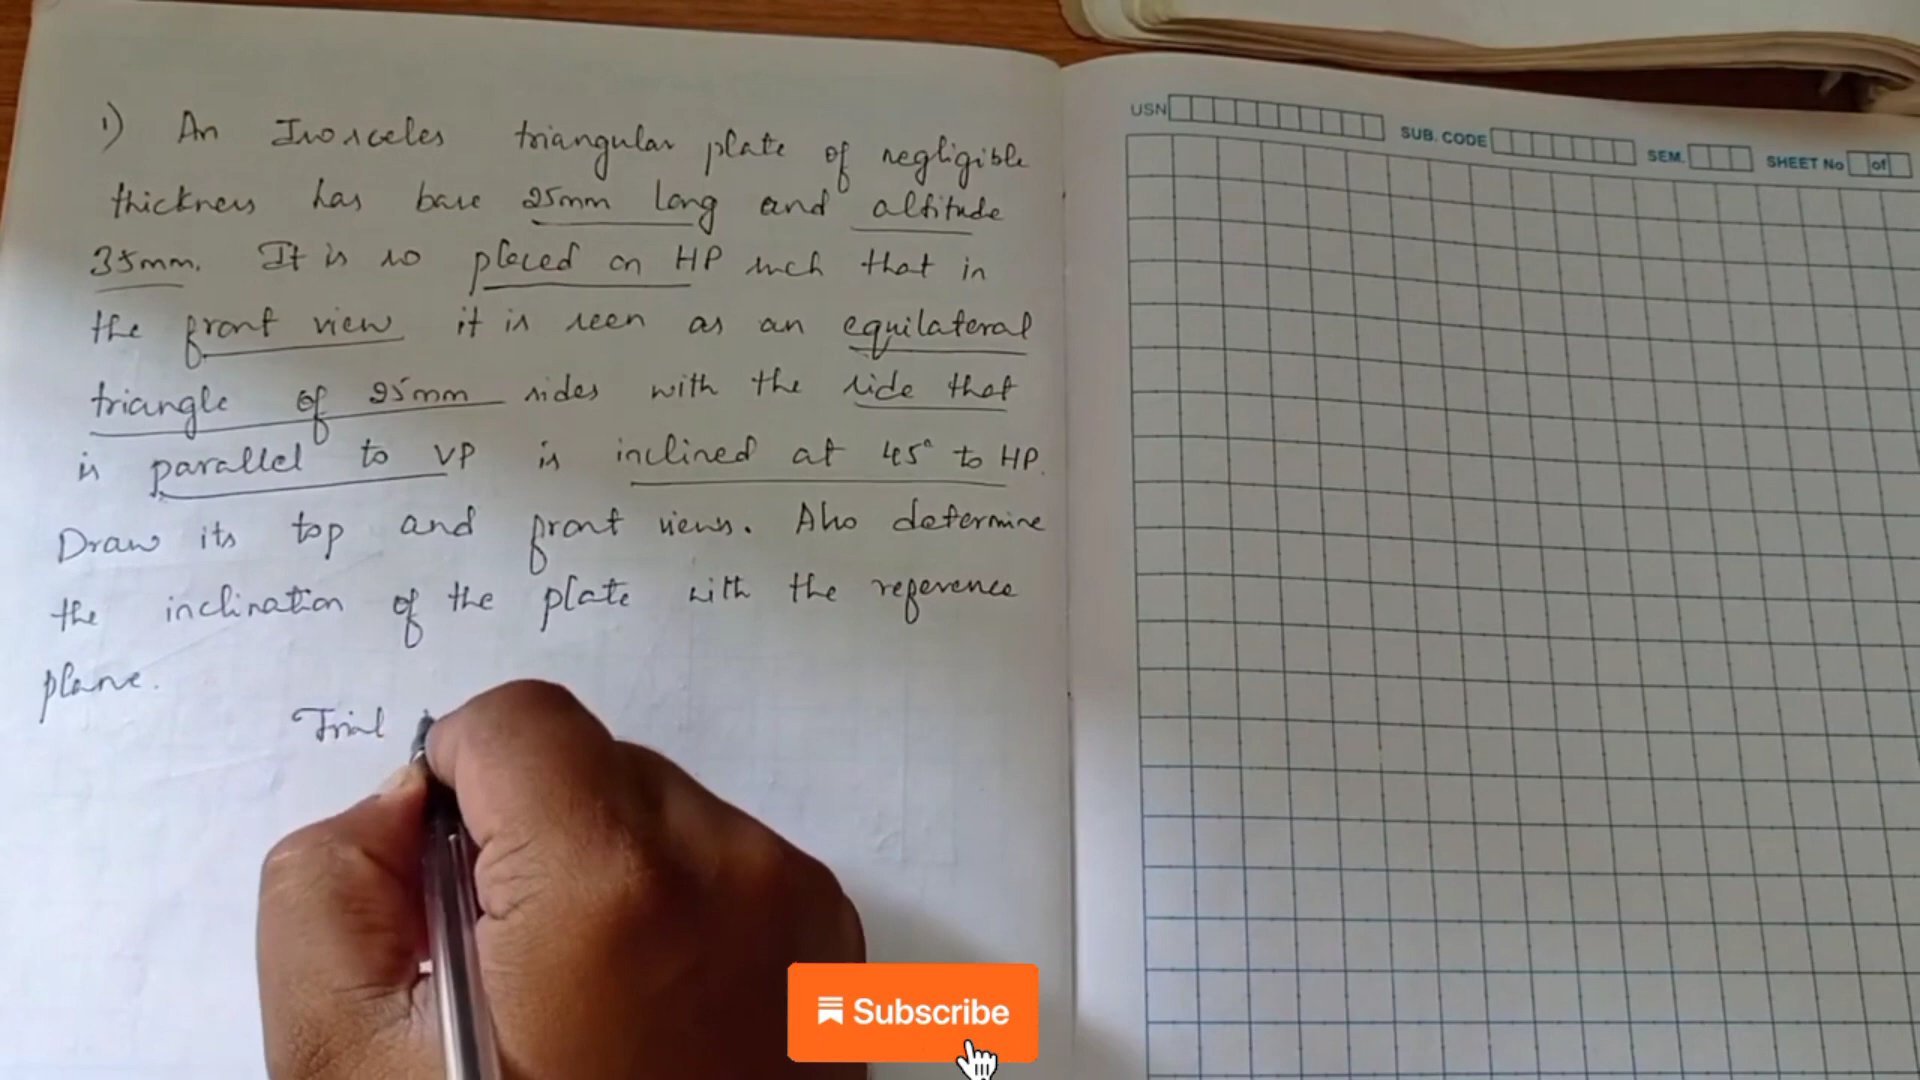 1) An Isosceles triangular plate of negligible
thickness has base 25mm long and altitude
35mm. It is so placed on HP such that in
the front view it is seen as an equilateral
triangle of 25mm sides with the side that
is parallel to VP is inclined at 45° to HP.
Draw its top and front views. Also determine
the inclination of the plate with the reference
plane.
Trial
USN
SUB. CODE
SEM.
SHEET No of
Subscribe